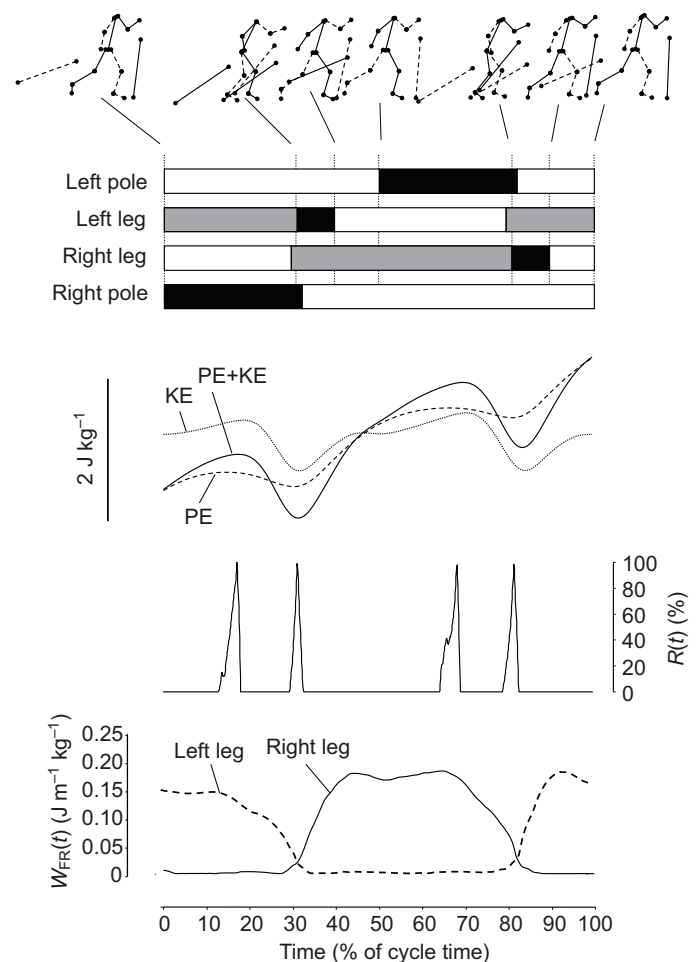 Left pole
Left leg
Right leg
Right pole
PE+KE
KE
2 J kg⁻¹
PE
100
80
60
40
20
0
R(t) (%)
0.25
0.20
0.15
0.10
0.05
0
W_FR(t) (J m⁻¹ kg⁻¹)
Left leg
Right leg
0 10 20 30 40 50 60 70 80 90 100
Time (% of cycle time)